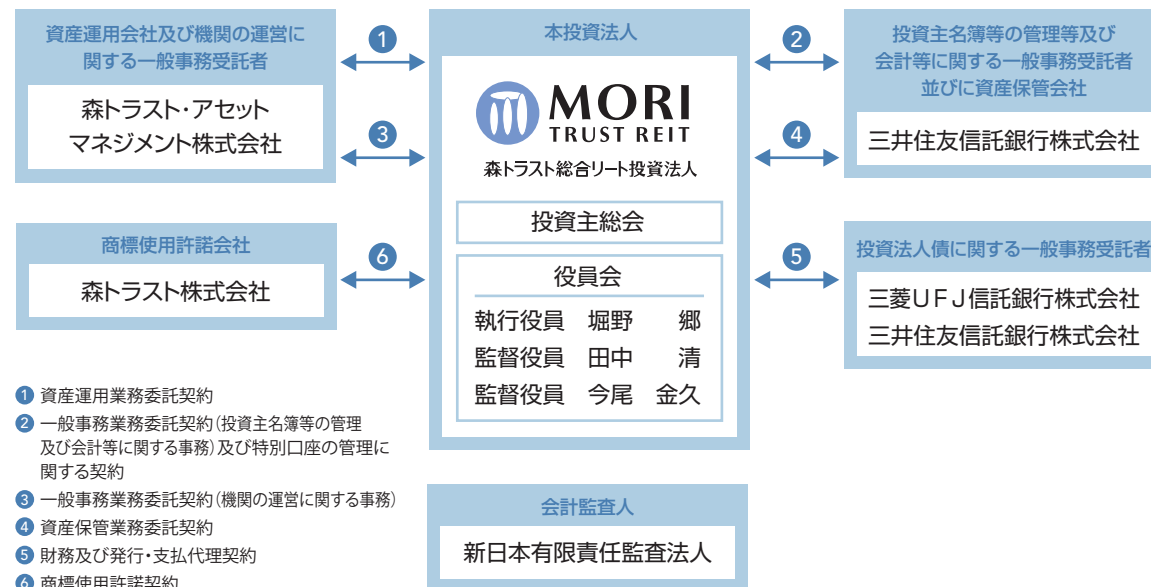 資産運用会社及び機関の運営に
関する一般事務受託者
森トラスト・アセット
マネジメント株式会社
1
3
商標使用許諾会社
森トラスト株式会社
6
本投資法人
MORI
TRUST REIT
森トラスト総合リート投資法人
投資主総会
役員会
執行役員 堀野 郷
監督役員 田中 清
監督役員 今尾 金久
2
4
投資主名簿等の管理等及び
会計等に関する一般事務受託者
並びに資産保管会社
三井住友信託銀行株式会社
5
投資法人債に関する一般事務受託者
三菱UFJ信託銀行株式会社
三井住友信託銀行株式会社
1 資産運用業務委託契約
2 一般事務業務委託契約(投資主名簿等の管理
及び会計等に関する事務)及び特別口座の管理に
関する契約
3 一般事務業務委託契約(機関の運営に関する事務)
4 資産保管業務委託契約
5 財務及び発行・支払代理契約
6 商標使用許諾契約
会計監査人
新日本有限責任監査法人